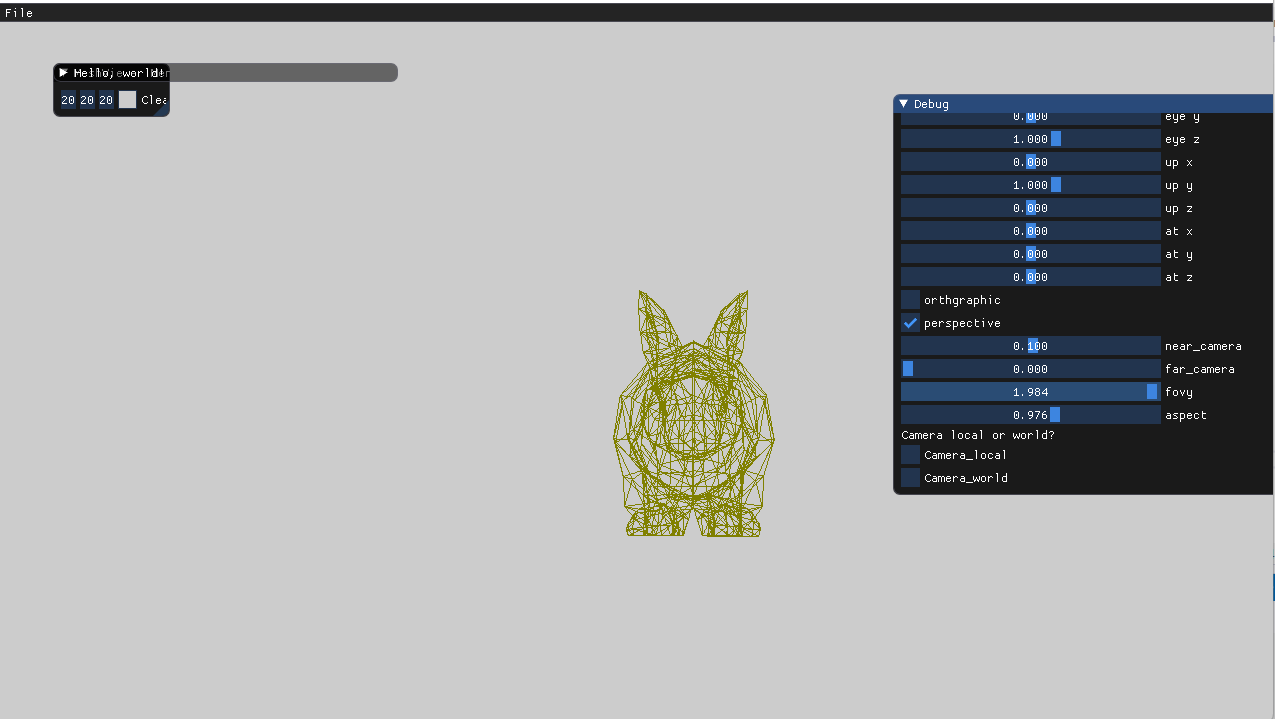 File
Hello, world!
20 20 20 Clea
Debug
0.000 eye y
1.000 eye z
0.000 up x
1.000 up y
0.000 up z
0.000 at x
0.000 at y
0.000 at z
orthgraphic
perspective
0.100 near_camera
0.000 far_camera
1.984 fovy
0.976 aspect
Camera local or world?
Camera_local
Camera_world